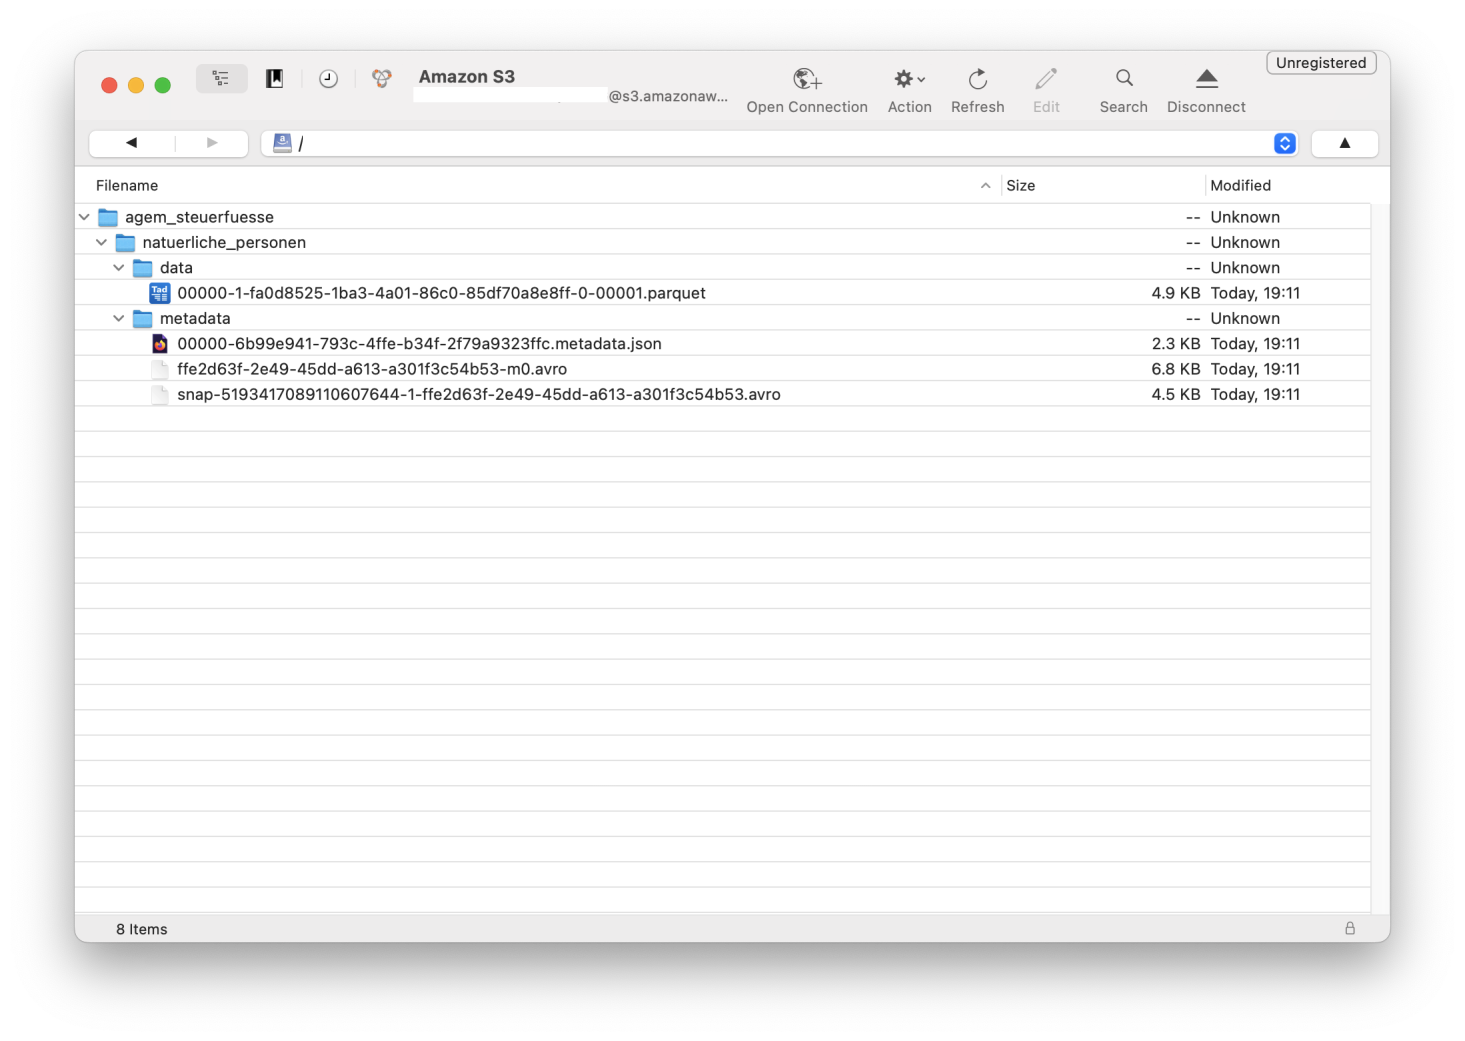 Unregistered
Amazon S3
@s3.amazonaw...
Open Connection
Action
Refresh
Edit
Search
Disconnect
/
Filename Size Modified
agem_steuerfuesse -- Unknown
natuerliche_personen -- Unknown
data -- Unknown
Tad 00000-1-fa0d8525-1ba3-4a01-86c0-85df70a8e8ff-0-00001.parquet 4.9 KB Today, 19:11
metadata -- Unknown
00000-6b99e941-793c-4ffe-b34f-2f79a9323ffc.metadata.json 2.3 KB Today, 19:11
ffe2d63f-2e49-45dd-a613-a301f3c54b53-m0.avro 6.8 KB Today, 19:11
snap-5193417089110607644-1-ffe2d63f-2e49-45dd-a613-a301f3c54b53.avro 4.5 KB Today, 19:11
8 Items